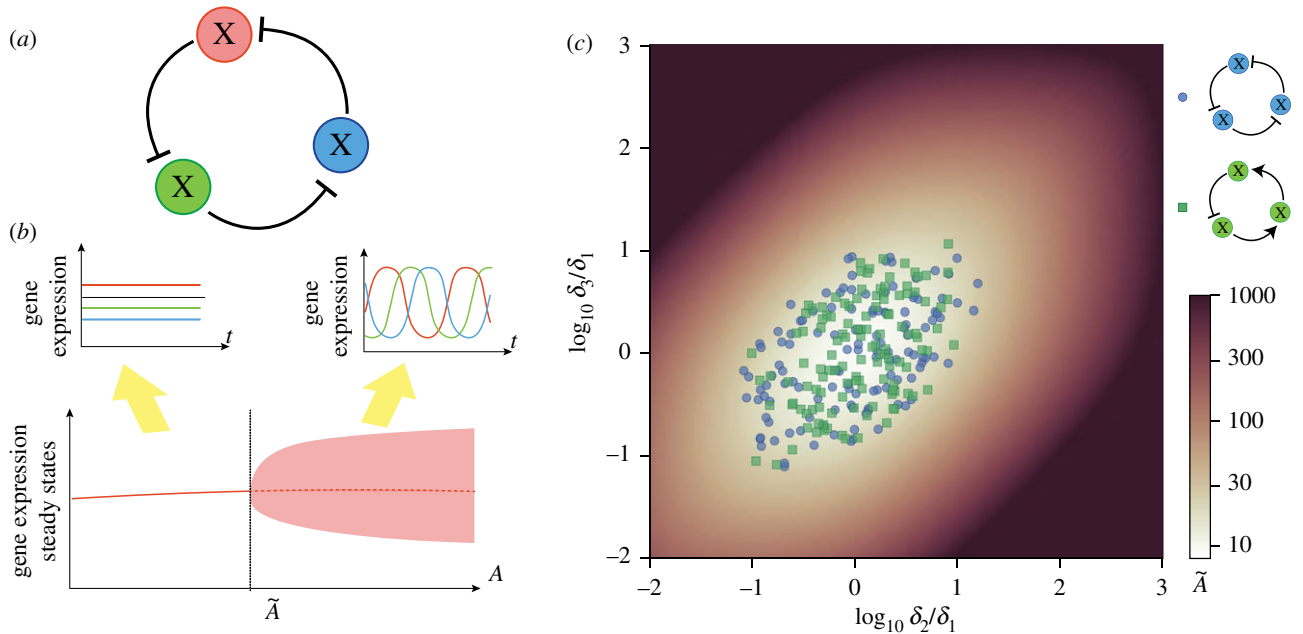 (a)
X
X
X
(b)
gene
expression
t
gene
expression
t
gene expression
steady states
A
Ã
(c)
3
2
1
0
–1
–2
log₁₀ δ₃/δ₁
–2
–1
0
1
2
3
log₁₀ δ₂/δ₁
X
X
X
X
X
X
1000
300
100
30
10
Ã